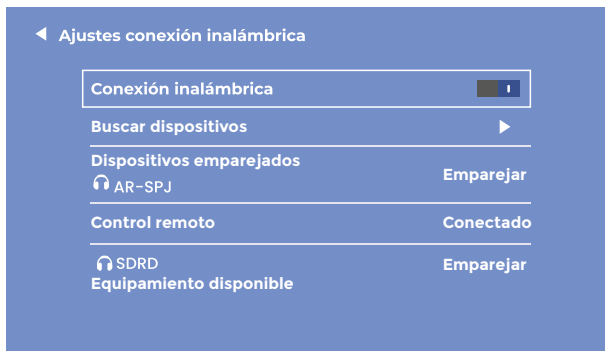 Ajustes conexión inalámbrica
Conexión inalámbrica
Buscar dispositivos
Dispositivos emparejados
AR-SPJ
Emparejar
Control remoto
Conectado
SDRD
Emparejar
Equipamiento disponible